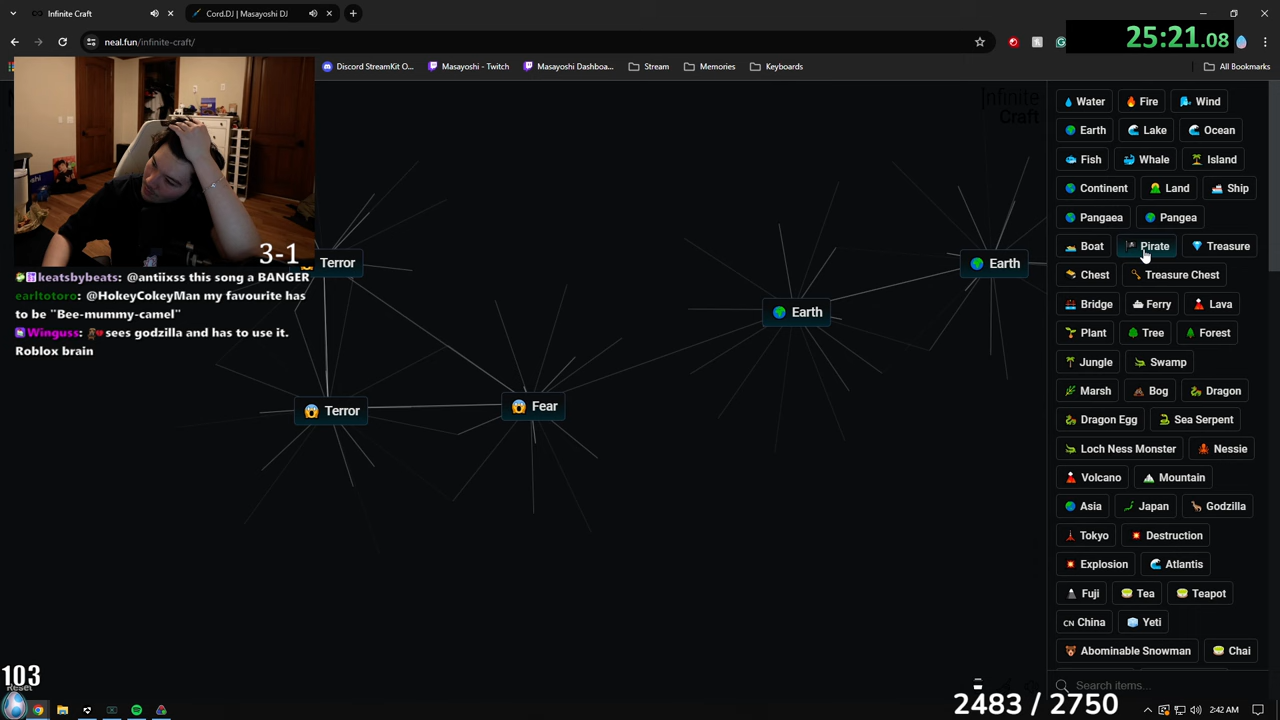 Infinite Craft
Cord.DJ | Masayoshi DJ
25:21.08
neal.fun/infinite-craft/
Discord StreamKit O...
Masayoshi - Twitch
Masayoshi Dashboa...
Stream
Memories
Keyboards
All Bookmarks
Infinite
Craft
3-1
keatsbybeats: @antiixss this song a BANGER
earltotoro: @HokeyCokeyMan my favourite has
to be "Bee-mummy-camel"
Winguss: sees godzilla and has to use it.
Roblox brain
Terror
Terror
Fear
Earth
Earth
Water Fire Wind
Earth Lake Ocean
Fish Whale Island
Continent Land Ship
Pangaea Pangea
Boat Pirate Treasure
Chest Treasure Chest
Bridge Ferry Lava
Plant Tree Forest
Jungle Swamp
Marsh Bog Dragon
Dragon Egg Sea Serpent
Loch Ness Monster Nessie
Volcano Mountain
Asia Japan Godzilla
Tokyo Destruction
Explosion Atlantis
Fuji Tea Teapot
CN China Yeti
Abominable Snowman Chai
Search items...
103
Reset
2483 / 2750
2:42 AM